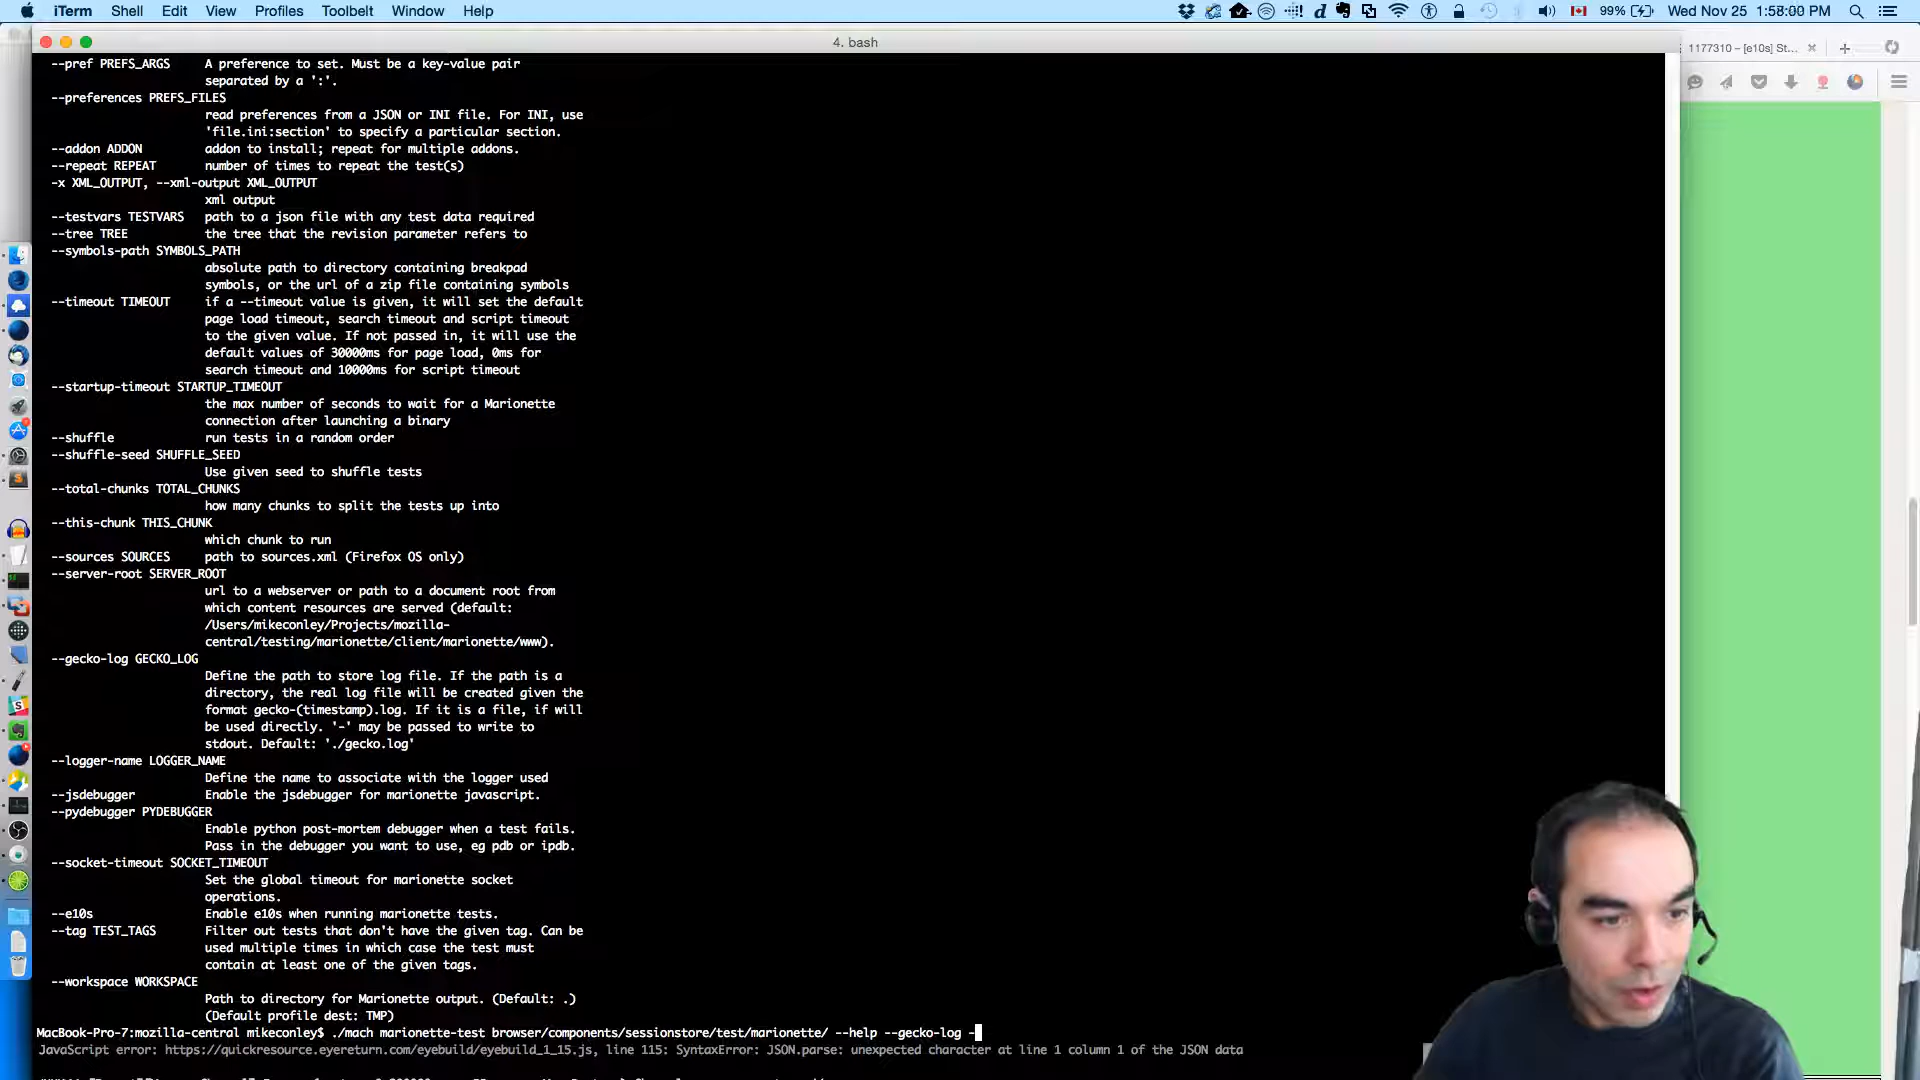 iTerm Shell Edit View Profiles Toolbelt Window Help 99% Wed Nov 25 1:58:00 PM
4. bash
1177310 – [e10s] St...
--pref PREFS_ARGS A preference to set. Must be a key-value pair
separated by a ':'.
--preferences PREFS_FILES
read preferences from a JSON or INI file. For INI, use
'file.ini:section' to specify a particular section.
--addon ADDON addon to install; repeat for multiple addons.
--repeat REPEAT number of times to repeat the test(s)
-x XML_OUTPUT, --xml-output XML_OUTPUT
xml output
--testvars TESTVARS path to a json file with any test data required
--tree TREE the tree that the revision parameter refers to
--symbols-path SYMBOLS_PATH
absolute path to directory containing breakpad
symbols, or the url of a zip file containing symbols
--timeout TIMEOUT if a --timeout value is given, it will set the default
page load timeout, search timeout and script timeout
to the given value. If not passed in, it will use the
default values of 30000ms for page load, 0ms for
search timeout and 10000ms for script timeout
--startup-timeout STARTUP_TIMEOUT
the max number of seconds to wait for a Marionette
connection after launching a binary
--shuffle run tests in a random order
--shuffle-seed SHUFFLE_SEED
Use given seed to shuffle tests
--total-chunks TOTAL_CHUNKS
how many chunks to split the tests up into
--this-chunk THIS_CHUNK
which chunk to run
--sources SOURCES path to sources.xml (Firefox OS only)
--server-root SERVER_ROOT
url to a webserver or path to a document root from
which content resources are served (default:
/Users/mikeconley/Projects/mozilla-
central/testing/marionette/client/marionette/www).
--gecko-log GECKO_LOG
Define the path to store log file. If the path is a
directory, the real log file will be created given the
format gecko-(timestamp).log. If it is a file, if will
be used directly. '-' may be passed to write to
stdout. Default: './gecko.log'
--logger-name LOGGER_NAME
Define the name to associate with the logger used
--jsdebugger Enable the jsdebugger for marionette javascript.
--pydebugger PYDEBUGGER
Enable python post-mortem debugger when a test fails.
Pass in the debugger you want to use, eg pdb or ipdb.
--socket-timeout SOCKET_TIMEOUT
Set the global timeout for marionette socket
operations.
--e10s Enable e10s when running marionette tests.
--tag TEST_TAGS Filter out tests that don't have the given tag. Can be
used multiple times in which case the test must
contain at least one of the given tags.
--workspace WORKSPACE
Path to directory for Marionette output. (Default: .)
(Default profile dest: TMP)
MacBook-Pro-7:mozilla-central mikeconley$ ./mach marionette-test browser/components/sessionstore/test/marionette/ --help --gecko-log -
JavaScript error: https://quickresource.eyereturn.com/eyebuild/eyebuild_1_15.js, line 115: SyntaxError: JSON.parse: unexpected character at line 1 column 1 of the JSON data